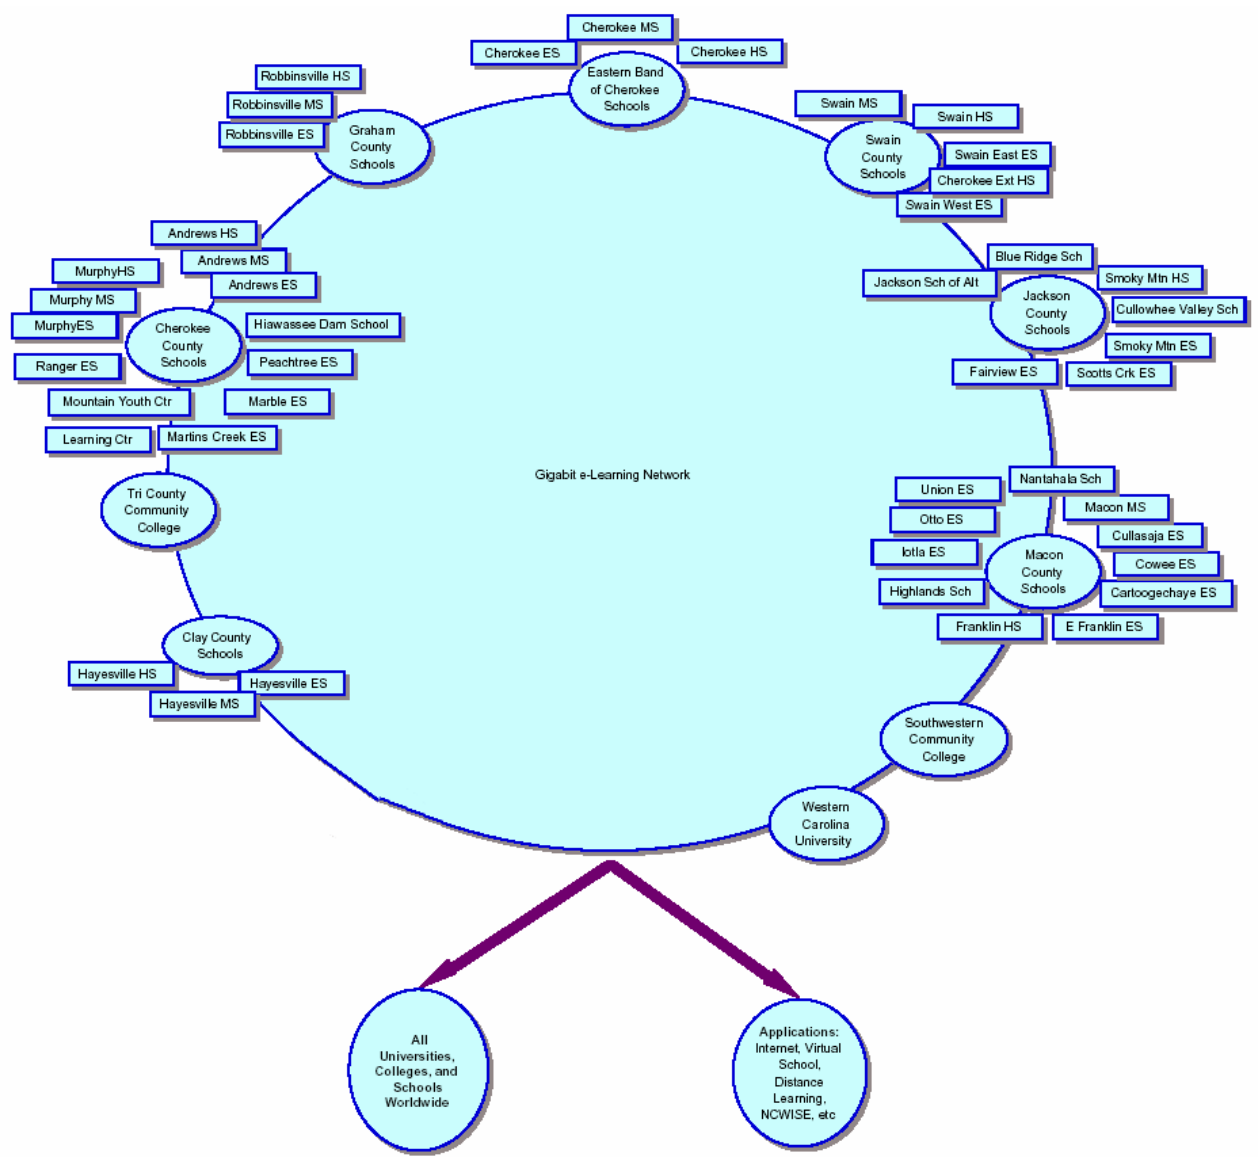 Cherokee MS
Cherokee ES
Cherokee HS
Eastern Band
of Cherokee
Schools
Robbinsville HS
Robbinsville MS
Robbinsville ES
Graham
County
Schools
Swain MS
Swain HS
Swain
County
Schools
Swain East ES
Cherokee Ext HS
Swain West ES
Andrews HS
Andrews MS
Andrews ES
MurphyHS
Murphy MS
MurphyES
Cherokee
County
Schools
Hiawassee Dam School
Peachtree ES
Ranger ES
Mountain Youth Ctr
Marble ES
Learning Ctr
Martins Creek ES
Blue Ridge Sch
Jackson Sch of Alt
Smoky Mtn HS
Jackson
County
Schools
Cullowhee Valley Sch
Smoky Mtn ES
Fairview ES
Scotts Crk ES
Gigabit e-Learning Network
Tri County
Community
College
Nantahala Sch
Union ES
Macon MS
Otto ES
Cullasaja ES
Iotla ES
Macon
County
Schools
Cowee ES
Highlands Sch
Cartoogechaye ES
Franklin HS
E Franklin ES
Clay County
Schools
Hayesville HS
Hayesville ES
Hayesville MS
Southwestern
Community
College
Western
Carolina
University
All
Universities,
Colleges, and
Schools
Worldwide
Applications:
Internet, Virtual
School,
Distance
Learning,
NCWISE, etc